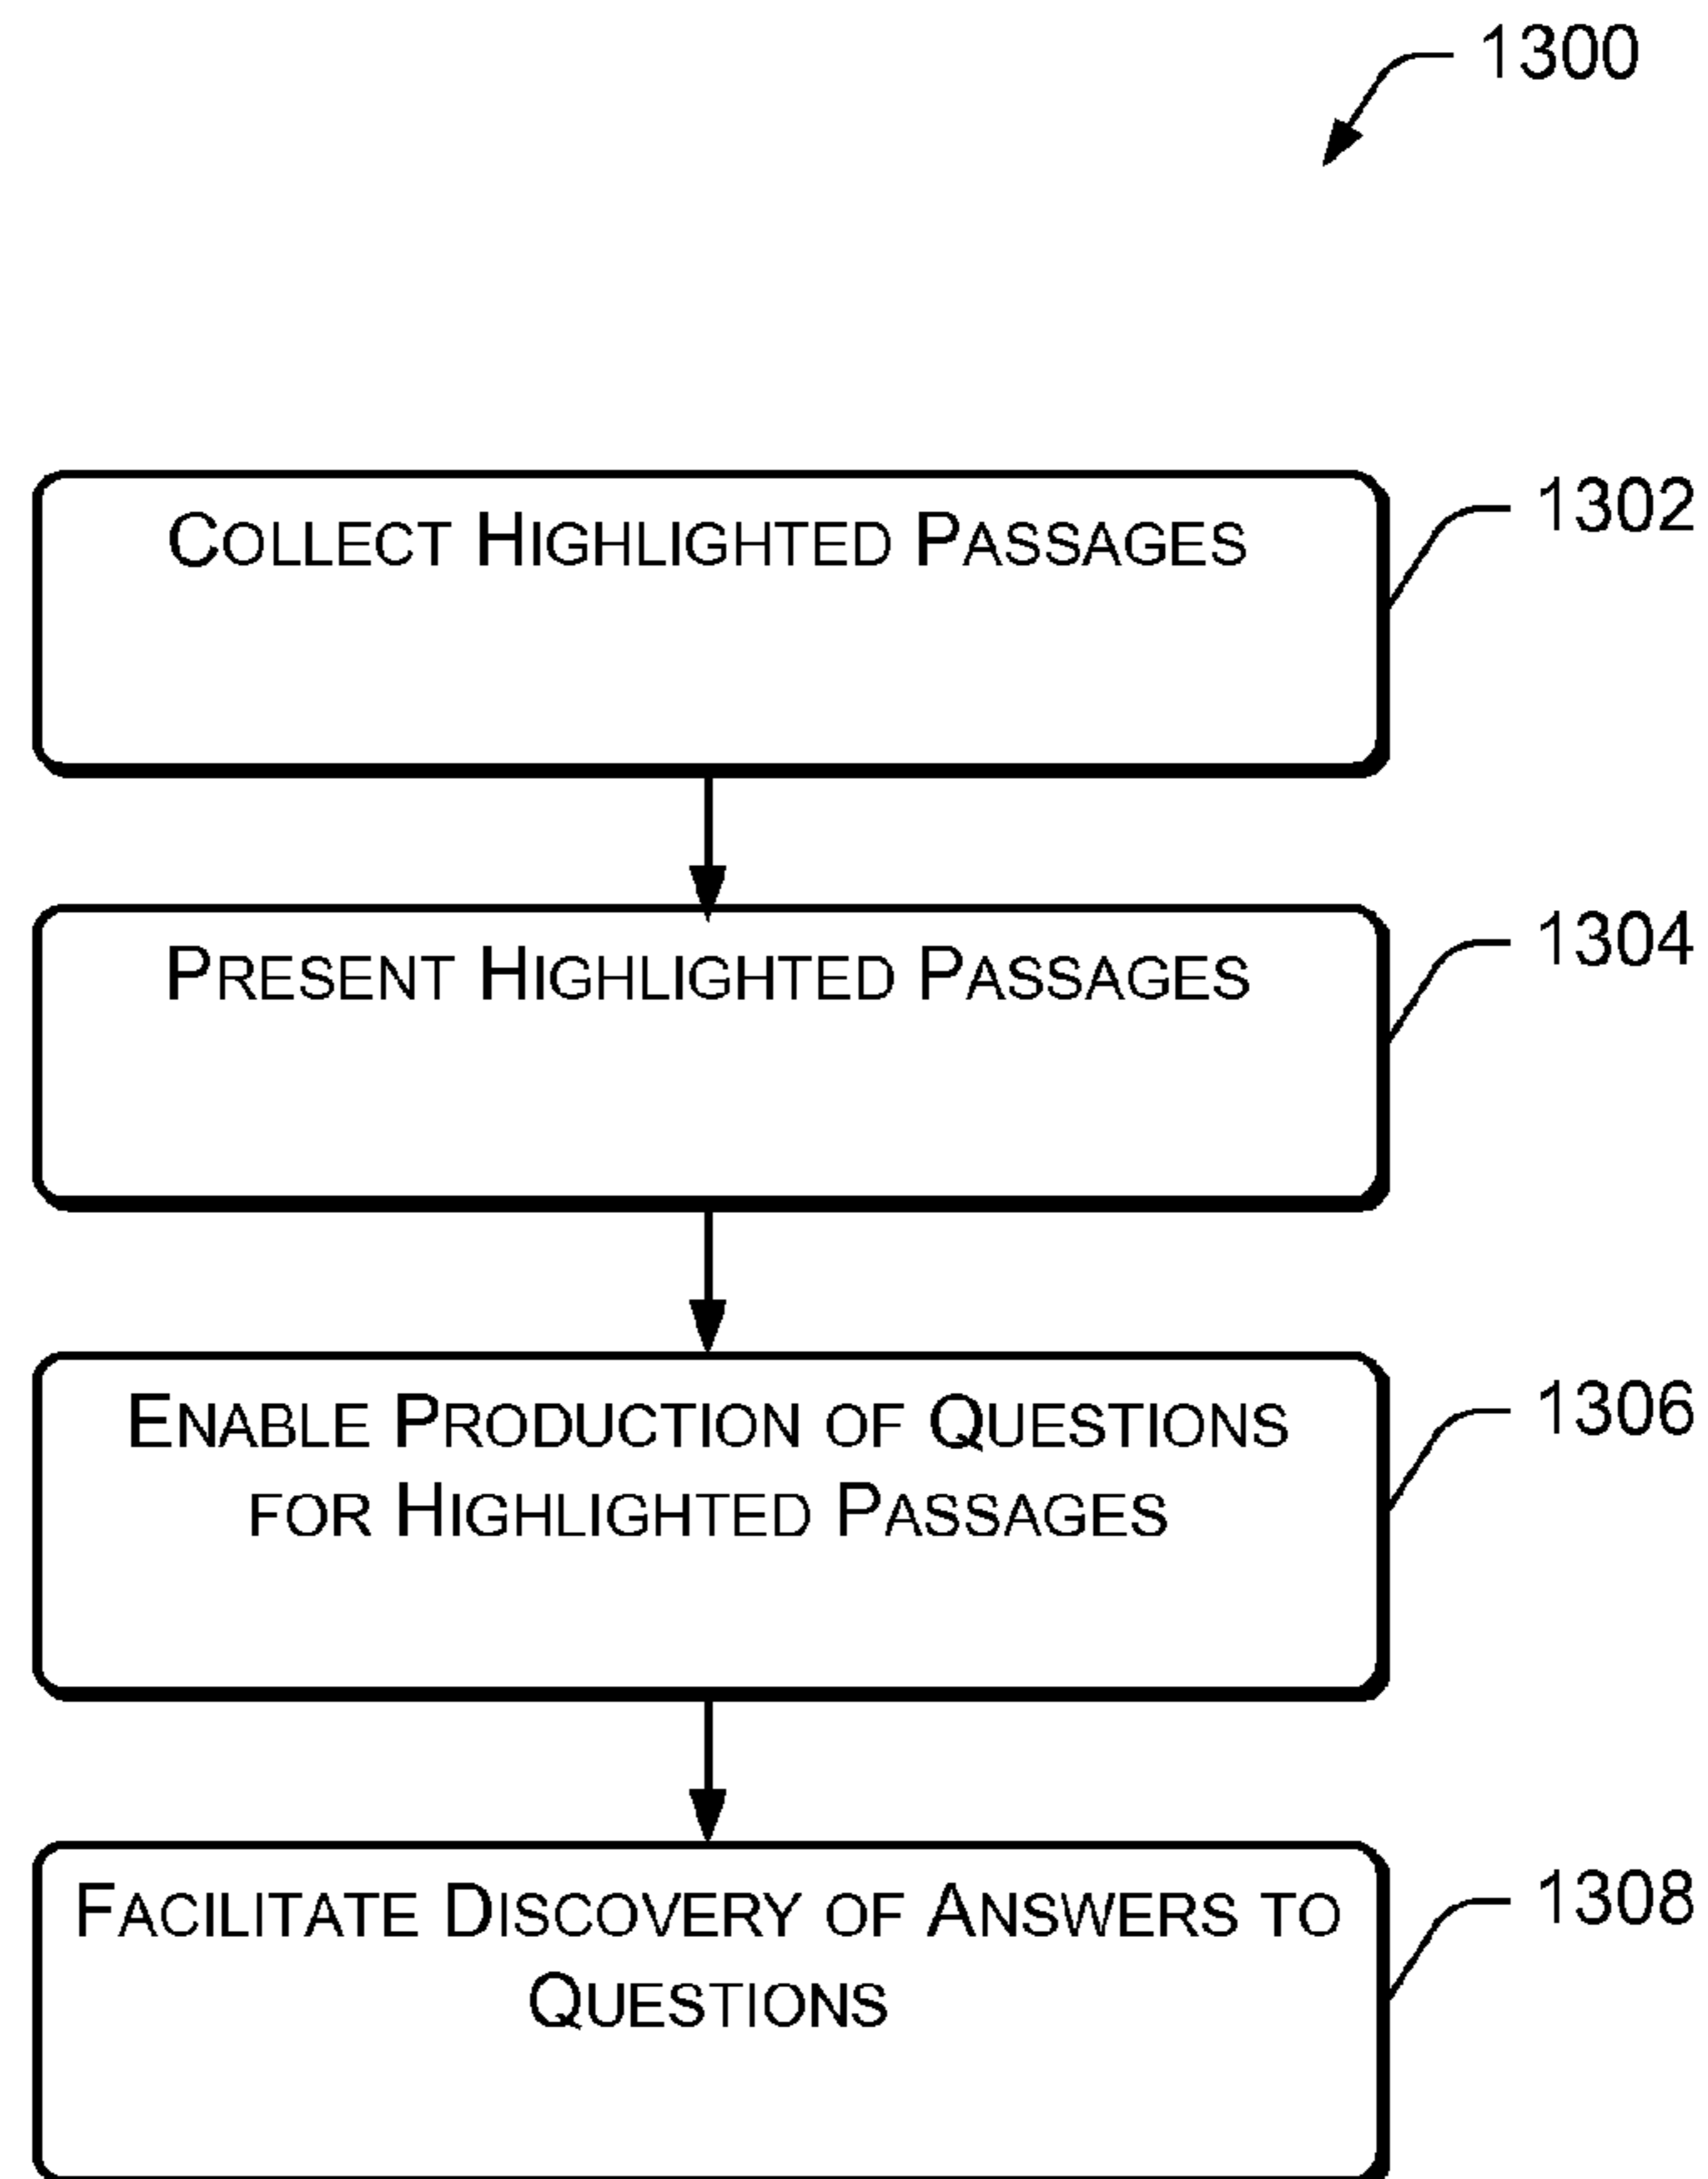 1300
COLLECT HIGHLIGHTED PASSAGES
1302
PRESENT HIGHLIGHTED PASSAGES
1304
ENABLE PRODUCTION OF QUESTIONS
FOR HIGHLIGHTED PASSAGES
1306
FACILITATE DISCOVERY OF ANSWERS TO
QUESTIONS
1308